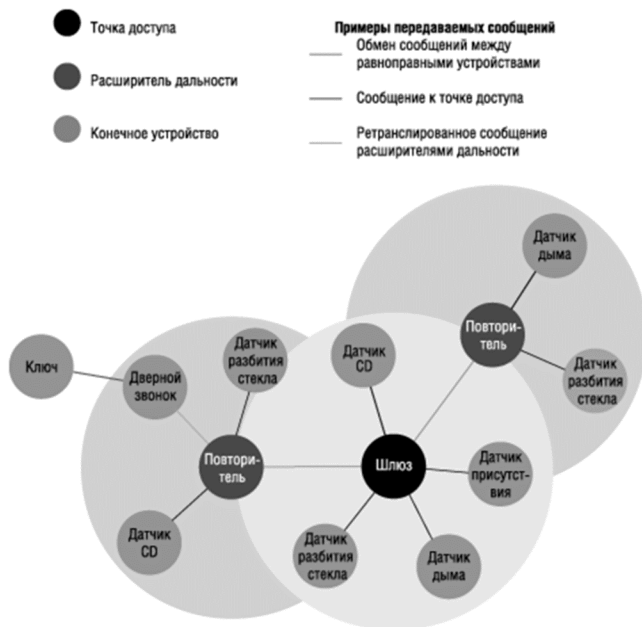 Точка доступа
Расширитель дальности
Конечное устройство
Примеры передаваемых сообщений
Обмен сообщений между
равноправными устройствами
Сообщение к точке доступа
Ретранслированное сообщение
расширителями дальности
Датчик
дыма
Повтори-
тель
Датчик
разбития
стекла
Датчик
разбития
стекла
Датчик
CD
Ключ
Дверной
звонок
Повтори-
тель
Шлюз
Датчик
присутст-
вия
Датчик
CD
Датчик
разбития
стекла
Датчик
дыма